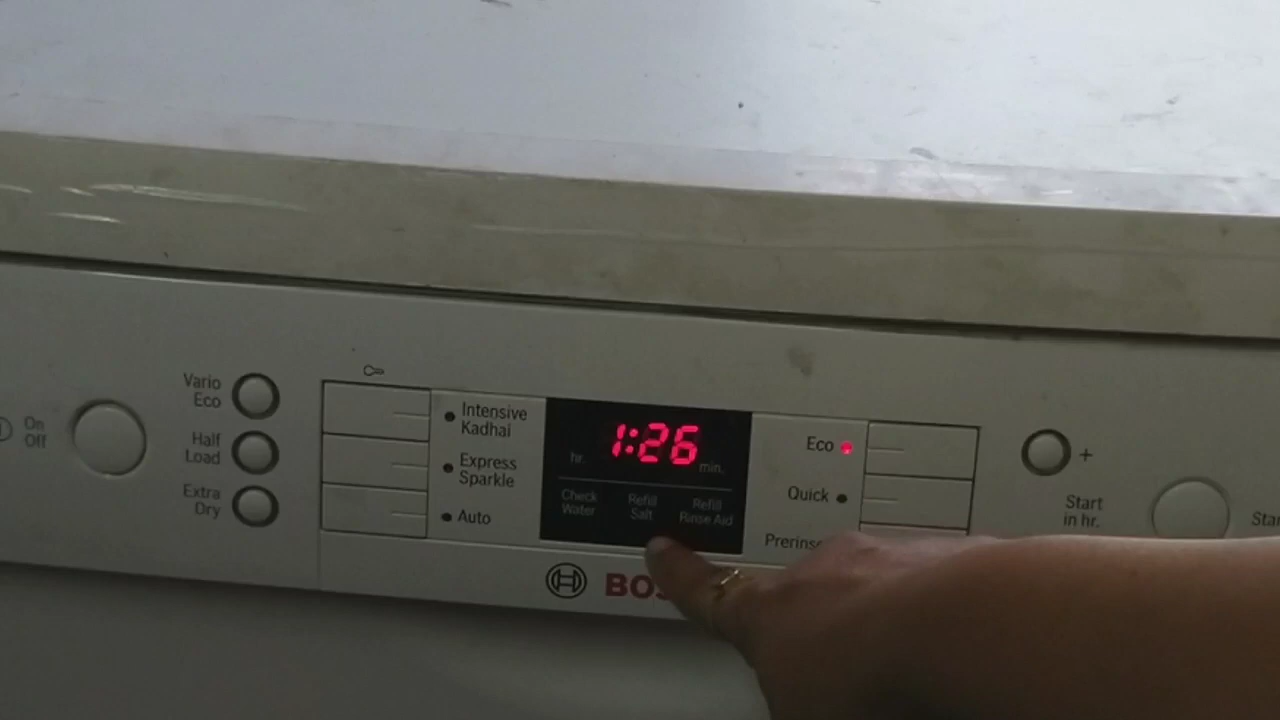 On
Off
Vario
Eco
Half
Load
Extra
Dry
Intensive
Kadhai
Express
Sparkle
Auto
1:26
hr.
min.
Check
Water
Refill
Salt
Refill
Rinse Aid
Eco
Quick
Prerinse
+
Start
in hr.